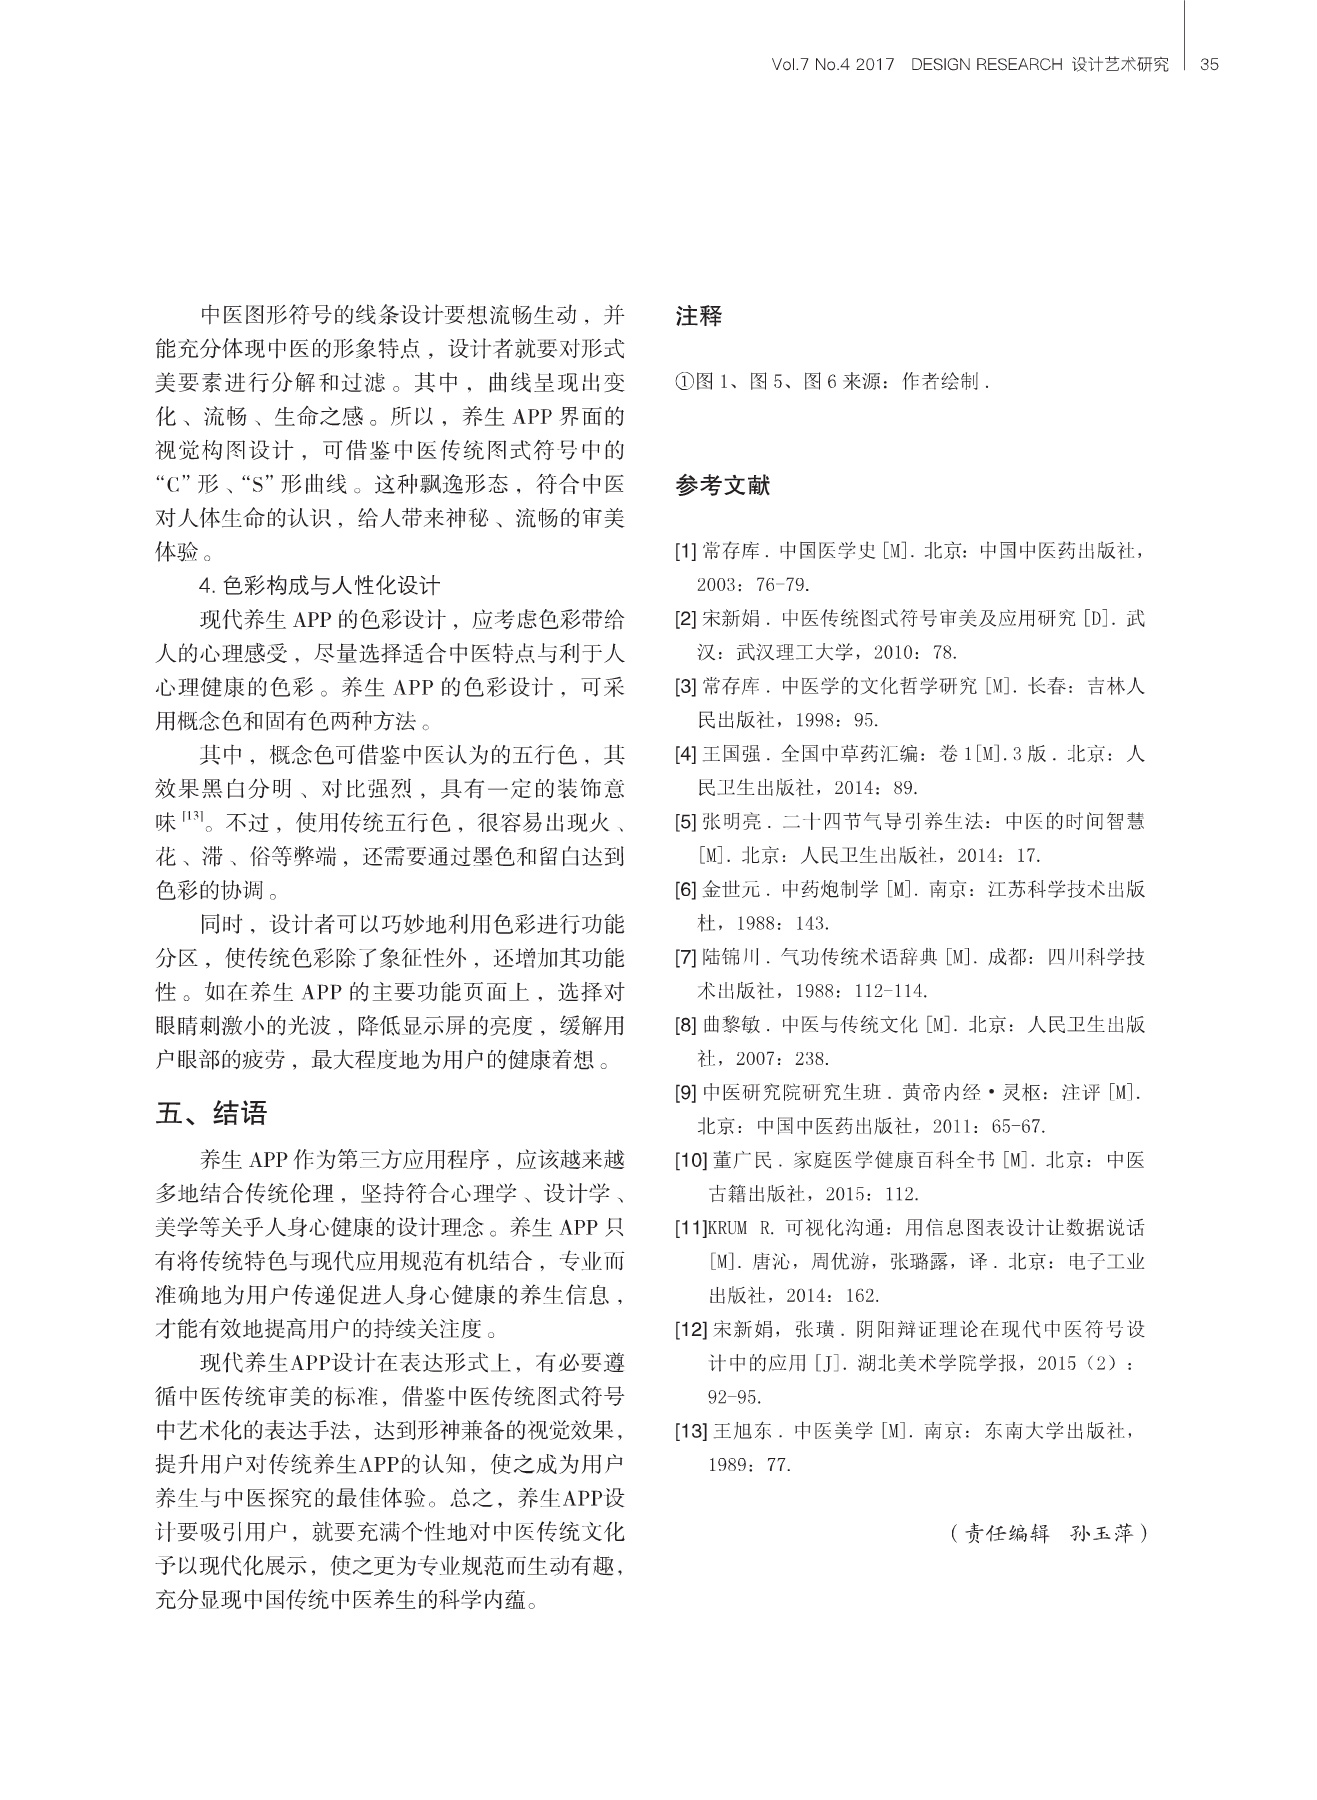 Vol.7 No.4 2017 DESIGN RESEARCH 设计艺术研究 35
中医图形符号的线条设计要想流畅生动，并
能充分体现中医的形象特点，设计者就要对形式
美要素进行分解和过滤。其中，曲线呈现出变
化、流畅、生命之感。所以，养生 APP 界面的
视觉构图设计，可借鉴中医传统图式符号中的
“C”形、“S”形曲线。这种飘逸形态，符合中医
对人体生命的认识，给人带来神秘、流畅的审美
体验。
4. 色彩构成与人性化设计
现代养生 APP 的色彩设计，应考虑色彩带给
人的心理感受，尽量选择适合中医特点与利于人
心理健康的色彩。养生 APP 的色彩设计，可采
用概念色和固有色两种方法。
其中，概念色可借鉴中医认为的五行色，其
效果黑白分明、对比强烈，具有一定的装饰意
味[13]。不过，使用传统五行色，很容易出现火、
花、滞、俗等弊端，还需要通过墨色和留白达到
色彩的协调。
同时，设计者可以巧妙地利用色彩进行功能
分区，使传统色彩除了象征性外，还增加其功能
性。如在养生 APP 的主要功能页面上，选择对
眼睛刺激小的光波，降低显示屏的亮度，缓解用
户眼部的疲劳，最大程度地为用户的健康着想。
五、结语
养生 APP 作为第三方应用程序，应该越来越
多地结合传统伦理，坚持符合心理学、设计学、
美学等关乎人身心健康的设计理念。养生 APP 只
有将传统特色与现代应用规范有机结合，专业而
准确地为用户传递促进人身心健康的养生信息，
才能有效地提高用户的持续关注度。
现代养生APP设计在表达形式上，有必要遵
循中医传统审美的标准，借鉴中医传统图式符号
中艺术化的表达手法，达到形神兼备的视觉效果，
提升用户对传统养生APP的认知，使之成为用户
养生与中医探究的最佳体验。总之，养生APP设
计要吸引用户，就要充满个性地对中医传统文化
予以现代化展示，使之更为专业规范而生动有趣，
充分显现中国传统中医养生的科学内蕴。
注释
①图 1、图 5、图 6 来源：作者绘制．
参考文献
[1] 常存库．中国医学史 [M]．北京：中国中医药出版社，
2003：76-79.
[2] 宋新娟．中医传统图式符号审美及应用研究 [D]．武
汉：武汉理工大学，2010：78.
[3] 常存库．中医学的文化哲学研究 [M]．长春：吉林人
民出版社，1998：95.
[4] 王国强．全国中草药汇编：卷 1[M].3 版．北京：人
民卫生出版社，2014：89.
[5] 张明亮．二十四节气导引养生法：中医的时间智慧
[M]．北京：人民卫生出版社，2014：17.
[6] 金世元．中药炮制学 [M]．南京：江苏科学技术出版
社，1988：143.
[7] 陆锦川．气功传统术语辞典 [M]．成都：四川科学技
术出版社，1988：112-114.
[8] 曲黎敏．中医与传统文化 [M]．北京：人民卫生出版
社，2007：238.
[9] 中医研究院研究生班．黄帝内经·灵枢：注评 [M]．
北京：中国中医药出版社，2011：65-67.
[10] 董广民．家庭医学健康百科全书 [M]．北京：中医
古籍出版社，2015：112.
[11]KRUM R. 可视化沟通：用信息图表设计让数据说话
[M]．唐沁，周优游，张璐露，译．北京：电子工业
出版社，2014：162.
[12] 宋新娟，张璜．阴阳辩证理论在现代中医符号设
计中的应用 [J]．湖北美术学院学报，2015（2）：
92-95.
[13] 王旭东．中医美学 [M]．南京：东南大学出版社，
1989：77.
（责任编辑 孙玉萍）